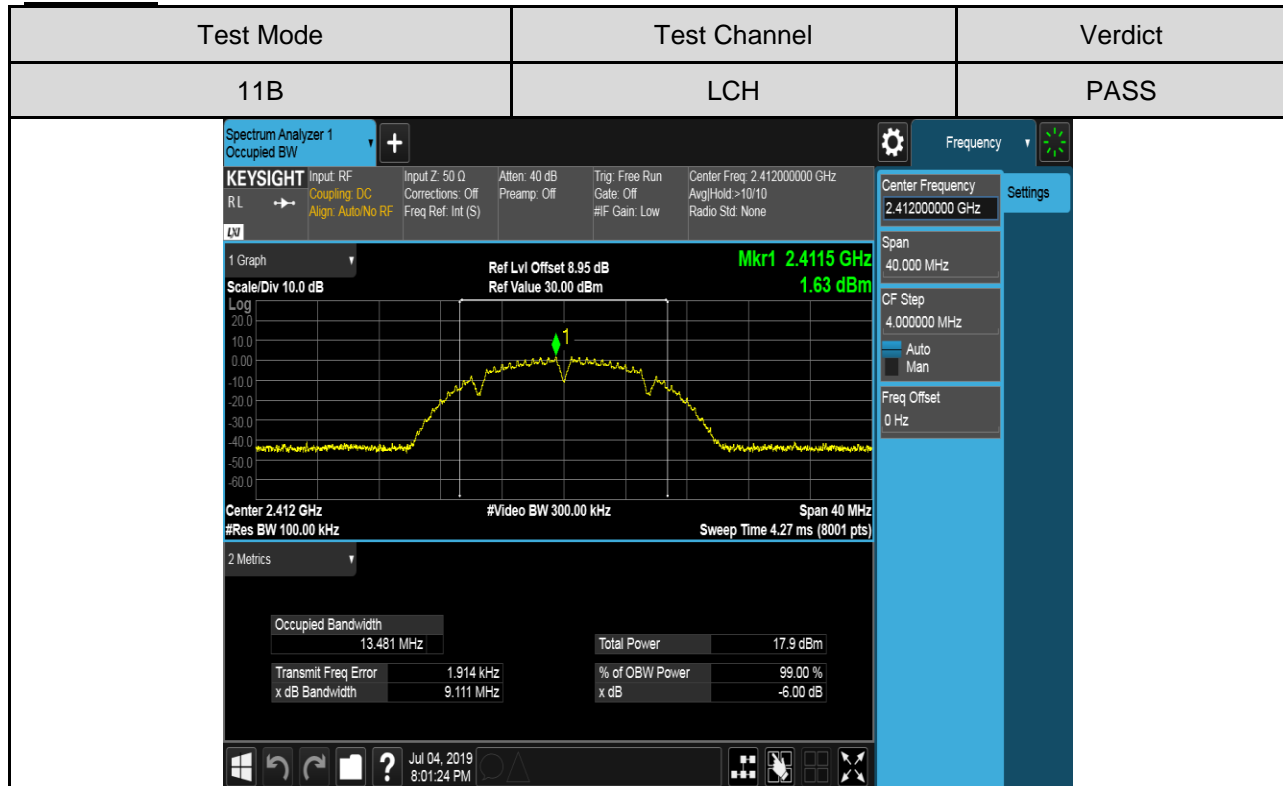 Test Mode Test Channel Verdict
11B LCH PASS
Spectrum Analyzer 1
Occupied BW
+
Frequency
KEYSIGHT
RL
LXI
Input: RF
Coupling: DC
Align: Auto/No RF
Input Z: 50 Ω
Corrections: Off
Freq Ref: Int (S)
Atten: 40 dB
Preamp: Off
Trig: Free Run
Gate: Off
#IF Gain: Low
Center Freq: 2.412000000 GHz
Avg|Hold:>10/10
Radio Std: None
Center Frequency
2.412000000 GHz
Settings
Span
40.000 MHz
CF Step
4.000000 MHz
Auto
Man
Freq Offset
0 Hz
1 Graph
Scale/Div 10.0 dB
Ref Lvl Offset 8.95 dB
Ref Value 30.00 dBm
Mkr1 2.4115 GHz
1.63 dBm
Log
20.0
10.0
0.00
-10.0
-20.0
-30.0
-40.0
-50.0
-60.0
1
Center 2.412 GHz #Video BW 300.00 kHz Span 40 MHz
#Res BW 100.00 kHz Sweep Time 4.27 ms (8001 pts)
2 Metrics
Occupied Bandwidth
13.481 MHz
Total Power 17.9 dBm
Transmit Freq Error 1.914 kHz
% of OBW Power 99.00 %
x dB Bandwidth 9.111 MHz
x dB -6.00 dB
?
Jul 04, 2019
8:01:24 PM